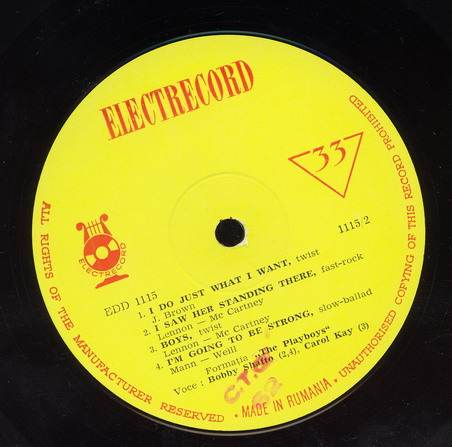 ELECTRECORD
33
ELECTRECORD
EDD 1115
1115/2
1. I DO JUST WHAT I WANT, twist
J. Brown
2. I SAW HER STANDING THERE, fast-rock
Lennon — Mc Cartney
3. BOYS, twist
Lennon — Mc Cartney
4. I'M GOING TO BE STRONG, slow-ballad
Mann — Weill
Formația „The Playboys"
Voce : Bobby Shatto (2,4), Carol Kay (3)
ALL RIGHTS OF THE MANUFACTURER RESERVED • MADE IN RUMANIA • UNAUTHORISED COPYING OF THIS RECORD PROHIBITED